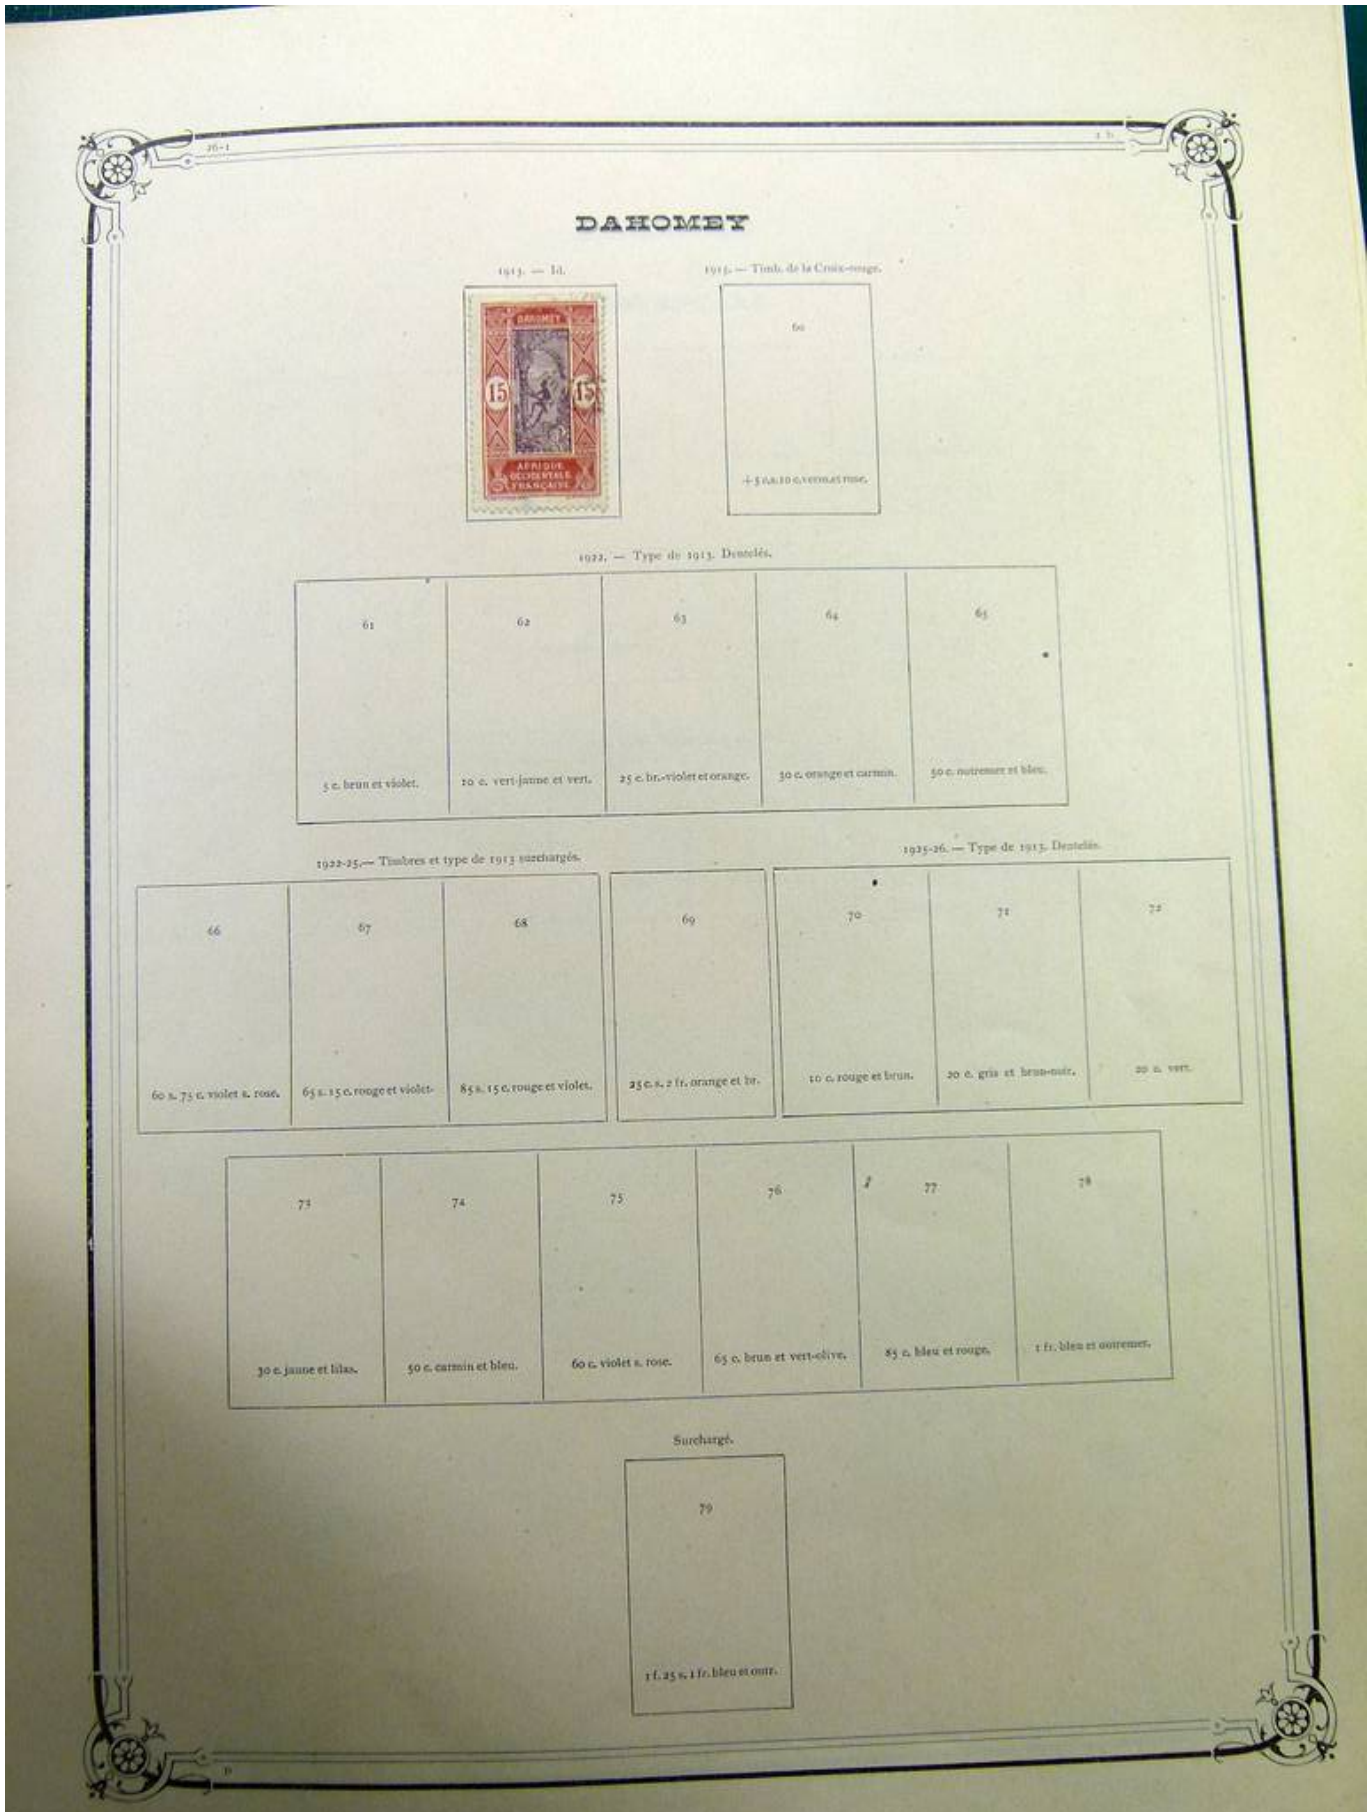 26-1
1 b
DAHOMEY
1913. — Id.
1915. — Timb. de la Croix-rouge.
DAHOMEY
15 15
AFRIQUE
OCCIDENTALE
FRANÇAISE
60
+ 5 c. s. 10 c. verm. et rose.
1922. — Type de 1913. Dentelés.
61 62 63 64 65
5 c. brun et violet. 10 c. vert-jaune et vert. 25 c. br.-violet et orange. 30 c. orange et carmin. 50 c. outremer et bleu.
1922-25.— Timbres et type de 1913 surchargés.
1925-26. — Type de 1913. Dentelés.
66 67 68 69 70 71 72
60 s. 75 c. violet s. rose. 65 s. 15 c. rouge et violet. 85 s. 15 c. rouge et violet. 25 c. s. 2 fr. orange et br. 10 c. rouge et brun. 20 c. gris et brun-noir. 20 c. vert.
73 74 75 76 77 78
30 c. jaune et lilas. 50 c. carmin et bleu. 60 c. violet s. rose. 65 c. brun et vert-olive. 85 c. bleu et rouge. 1 fr. bleu et outremer.
Surchargé.
79
1 f. 25 s. 1 fr. bleu et outr.
D